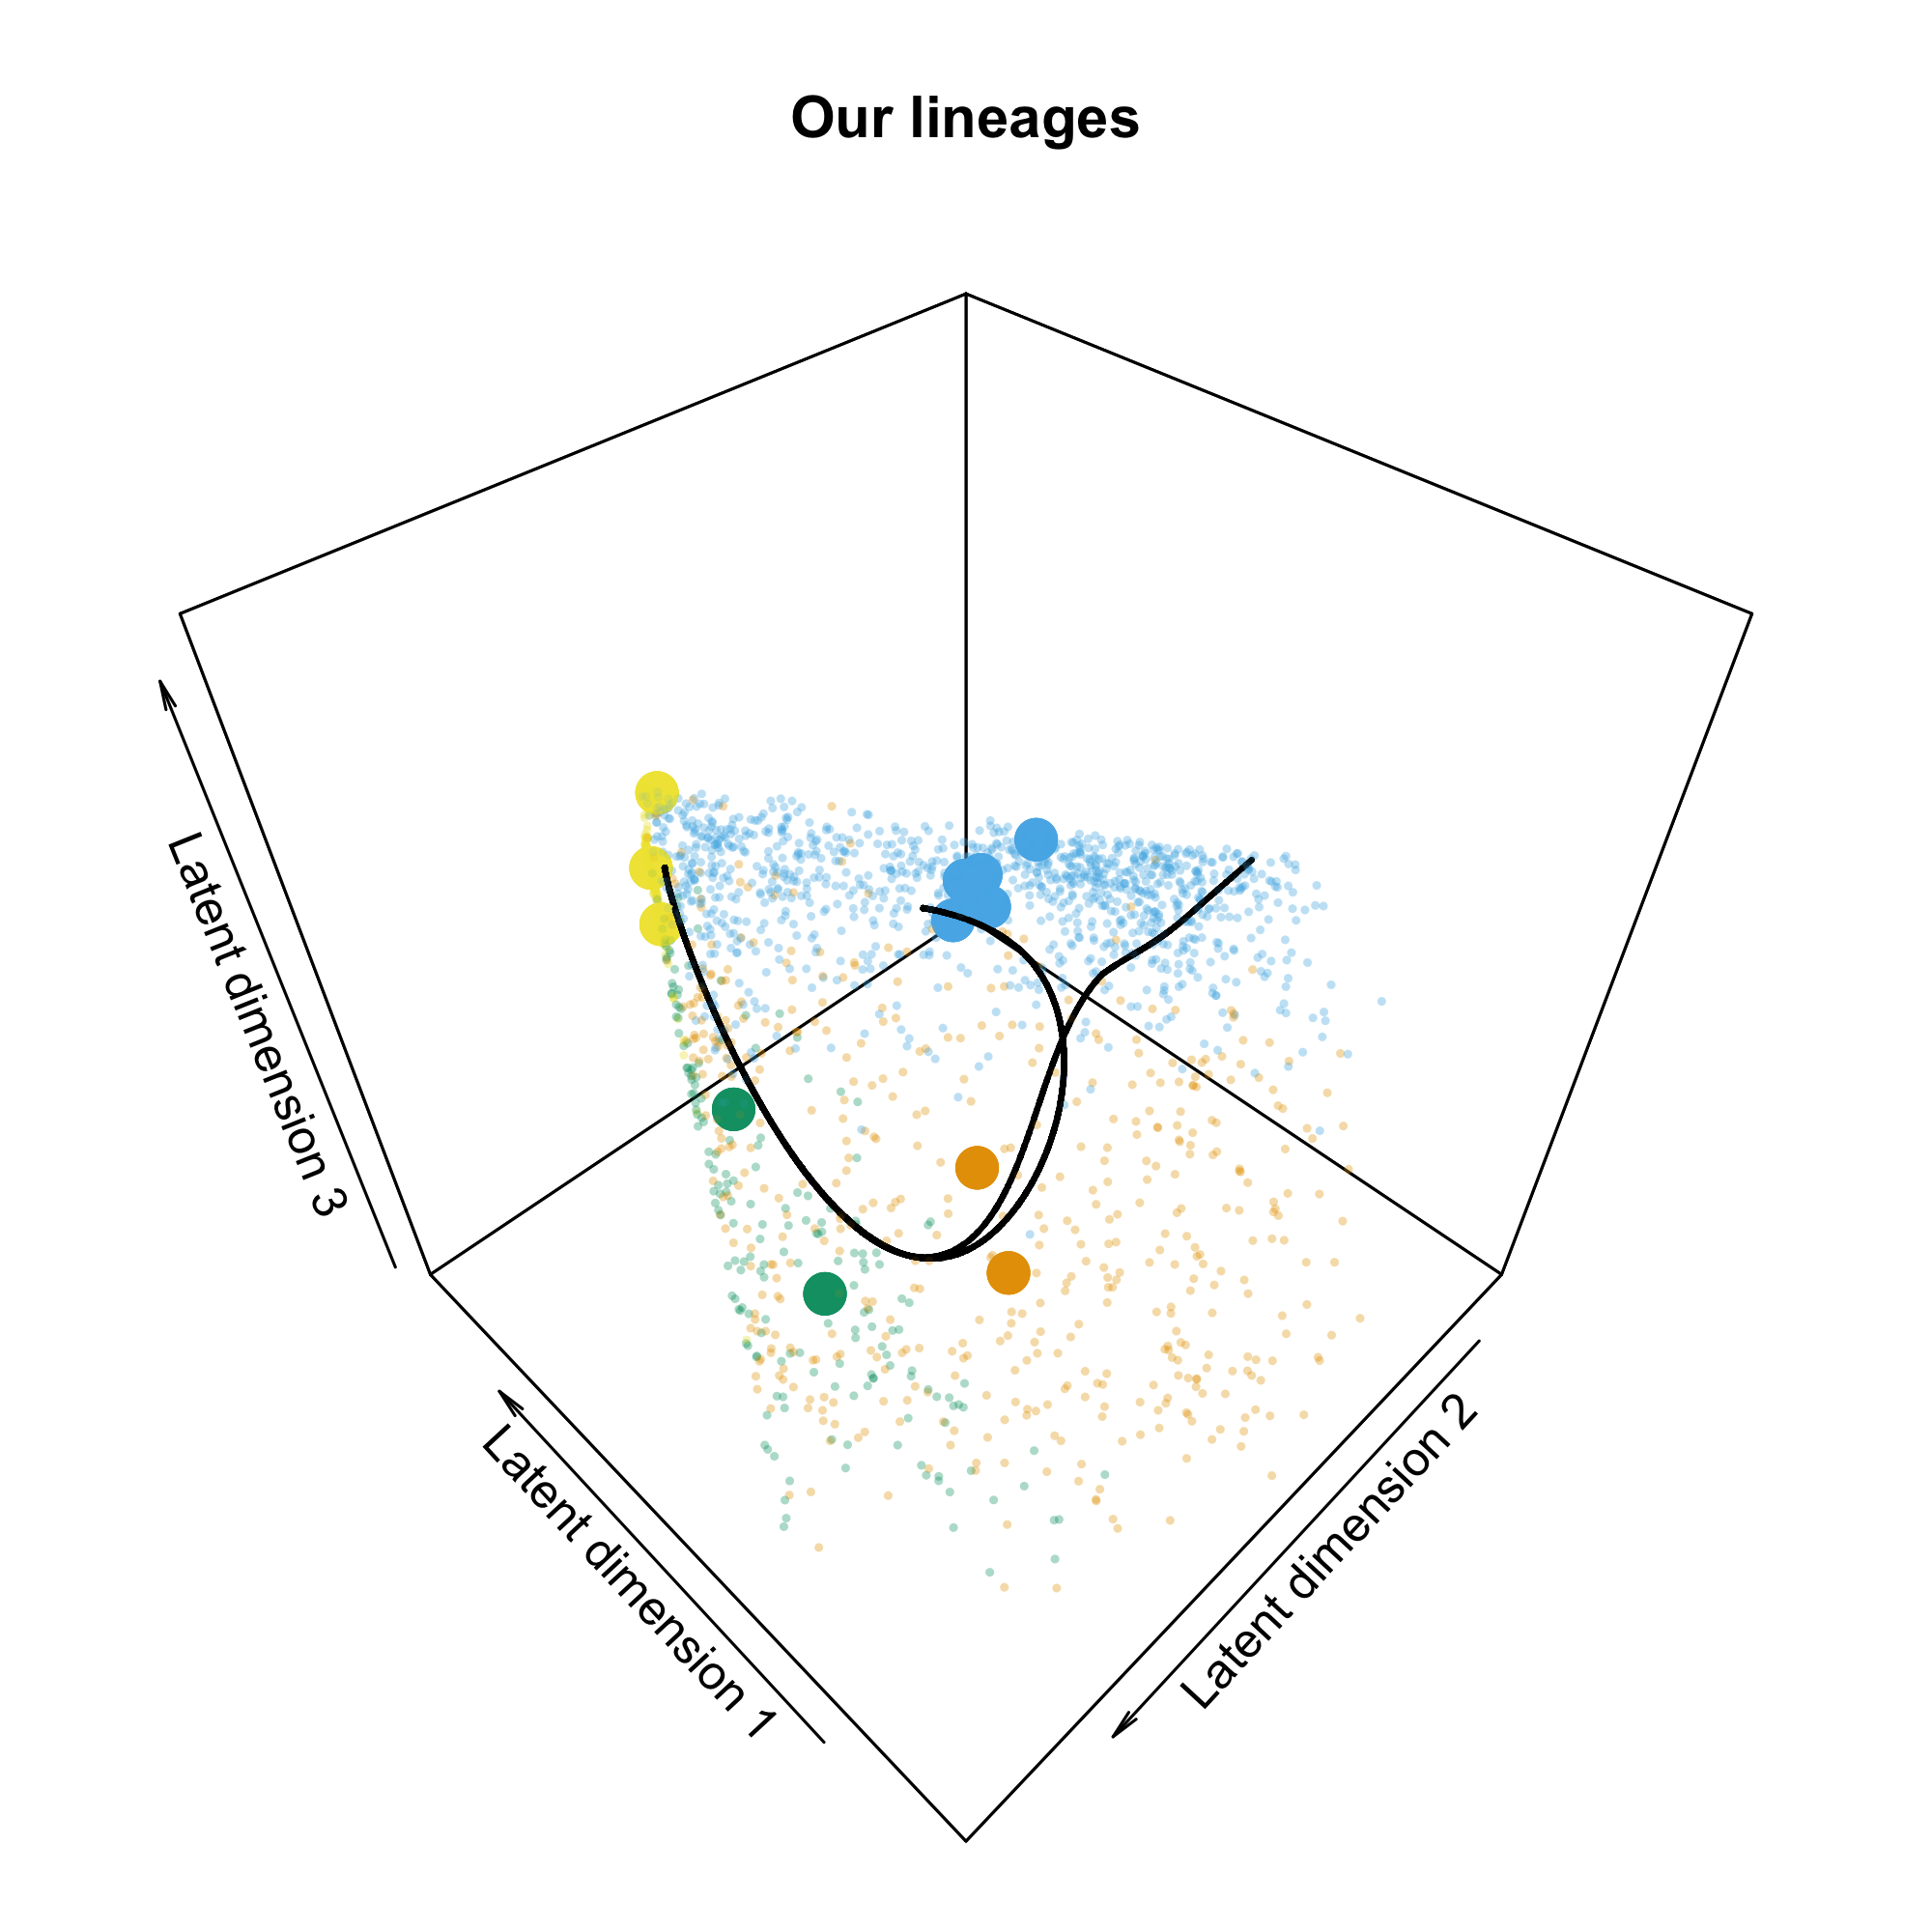 Our lineages
Latent dimension 3
Latent dimension 1
Latent dimension 2